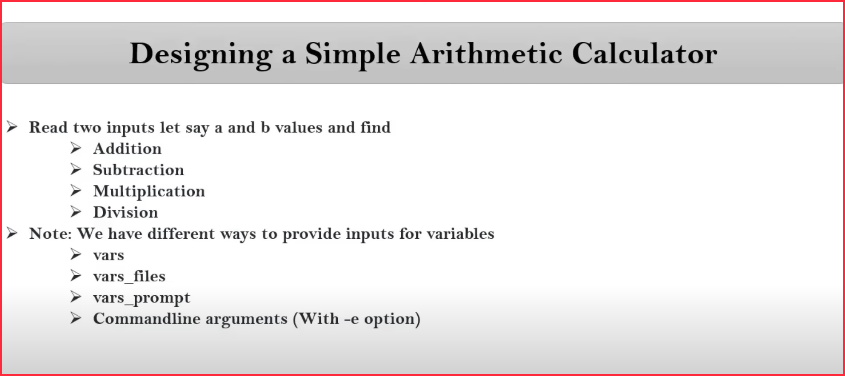 Designing a Simple Arithmetic Calculator
Read two inputs let say a and b values and find
Addition
Subtraction
Multiplication
Division
Note: We have different ways to provide inputs for variables
vars
vars_files
vars_prompt
Commandline arguments (With -e option)